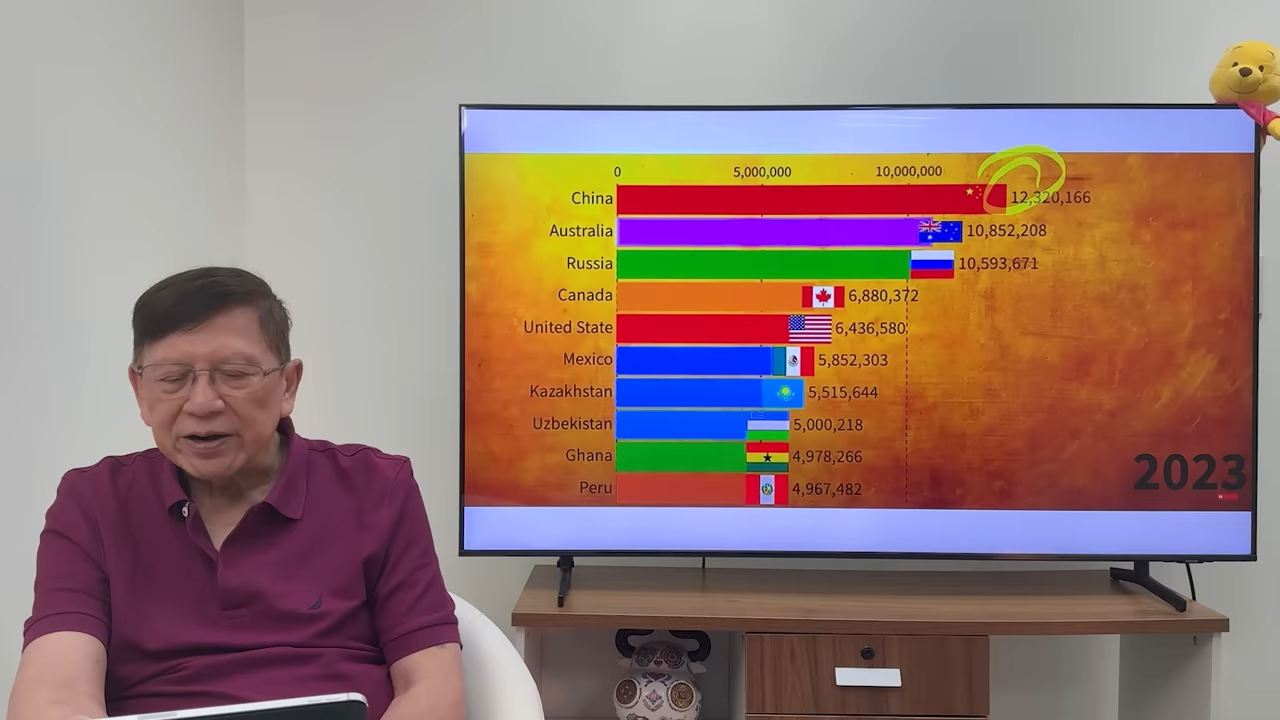 0 5,000,000 10,000,000
China 12,320,166
Australia 10,852,208
Russia 10,593,671
Canada 6,880,372
United State 6,436,580
Mexico 5,852,303
Kazakhstan 5,515,644
Uzbekistan 5,000,218
Ghana 4,978,266
Peru 4,967,482
2023